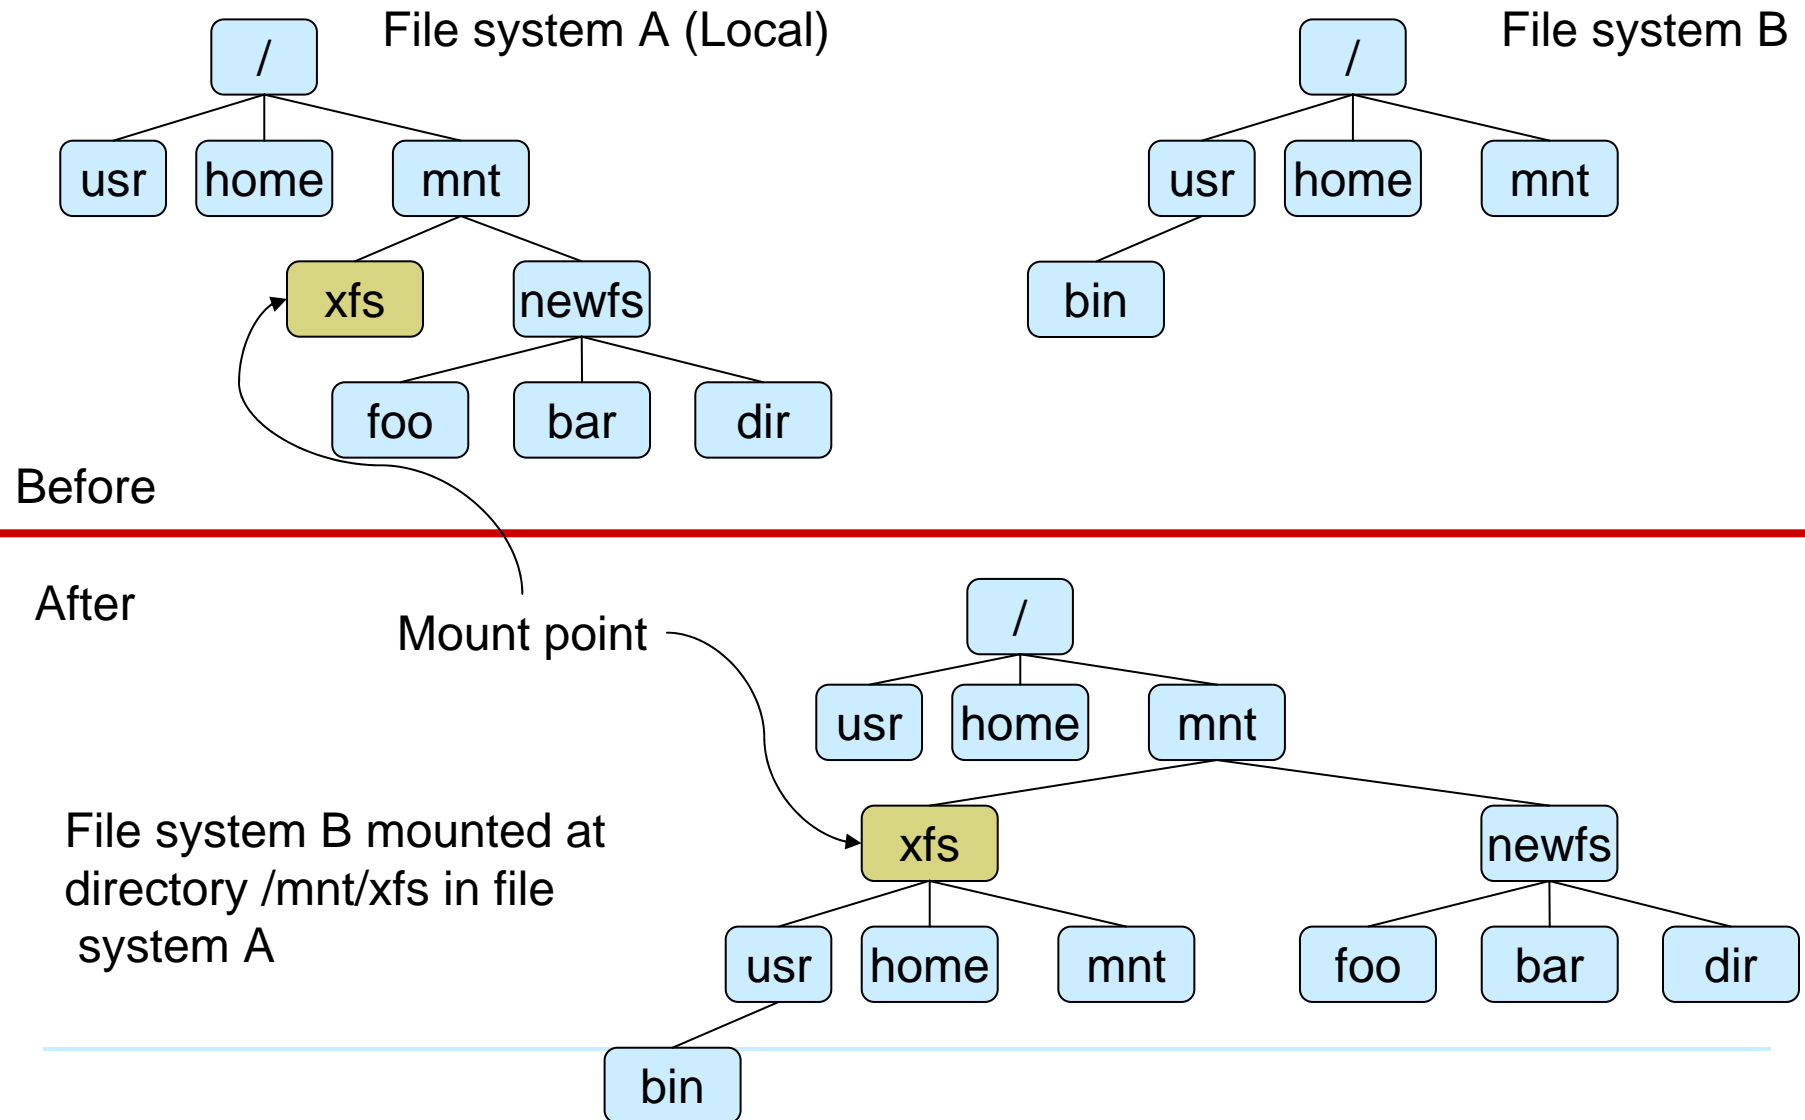 File system A (Local)
File system B
/
/
usr
home
mnt
usr
home
mnt
xfs
newfs
bin
foo
bar
dir
Before
After
Mount point
/
usr
home
mnt
File system B mounted at
directory /mnt/xfs in file
system A
xfs
newfs
usr
home
mnt
foo
bar
dir
bin